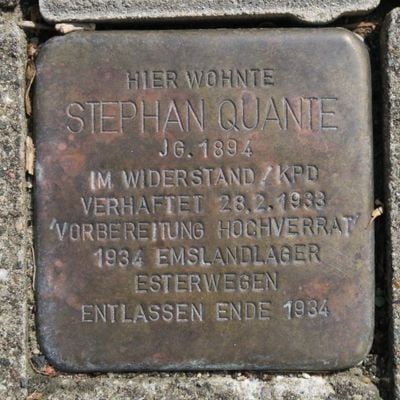 HIER WOHNTE
STEPHAN QUANTE
JG. 1894
IM WIDERSTAND / KPD
VERHAFTET 28.2.1933
'VORBEREITUNG HOCHVERRAT'
1934 EMSLANDLAGER
ESTERWEGEN
ENTLASSEN ENDE 1934